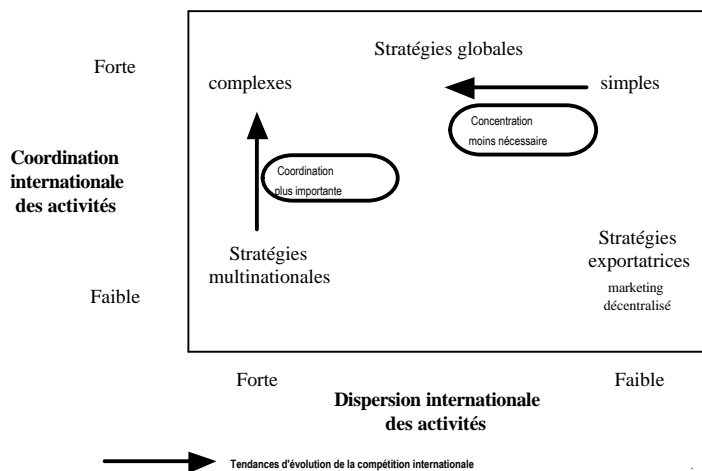 Stratégies globales
Forte
complexes
simples
Concentration
moins nécessaire
Coordination
internationale
des activités
Coordination
plus importante
Stratégies
multinationales
Stratégies
exportatrices
marketing
décentralisé
Faible
Forte
Faible
Dispersion internationale
des activités
Tendances d'évolution de la compétition internationale